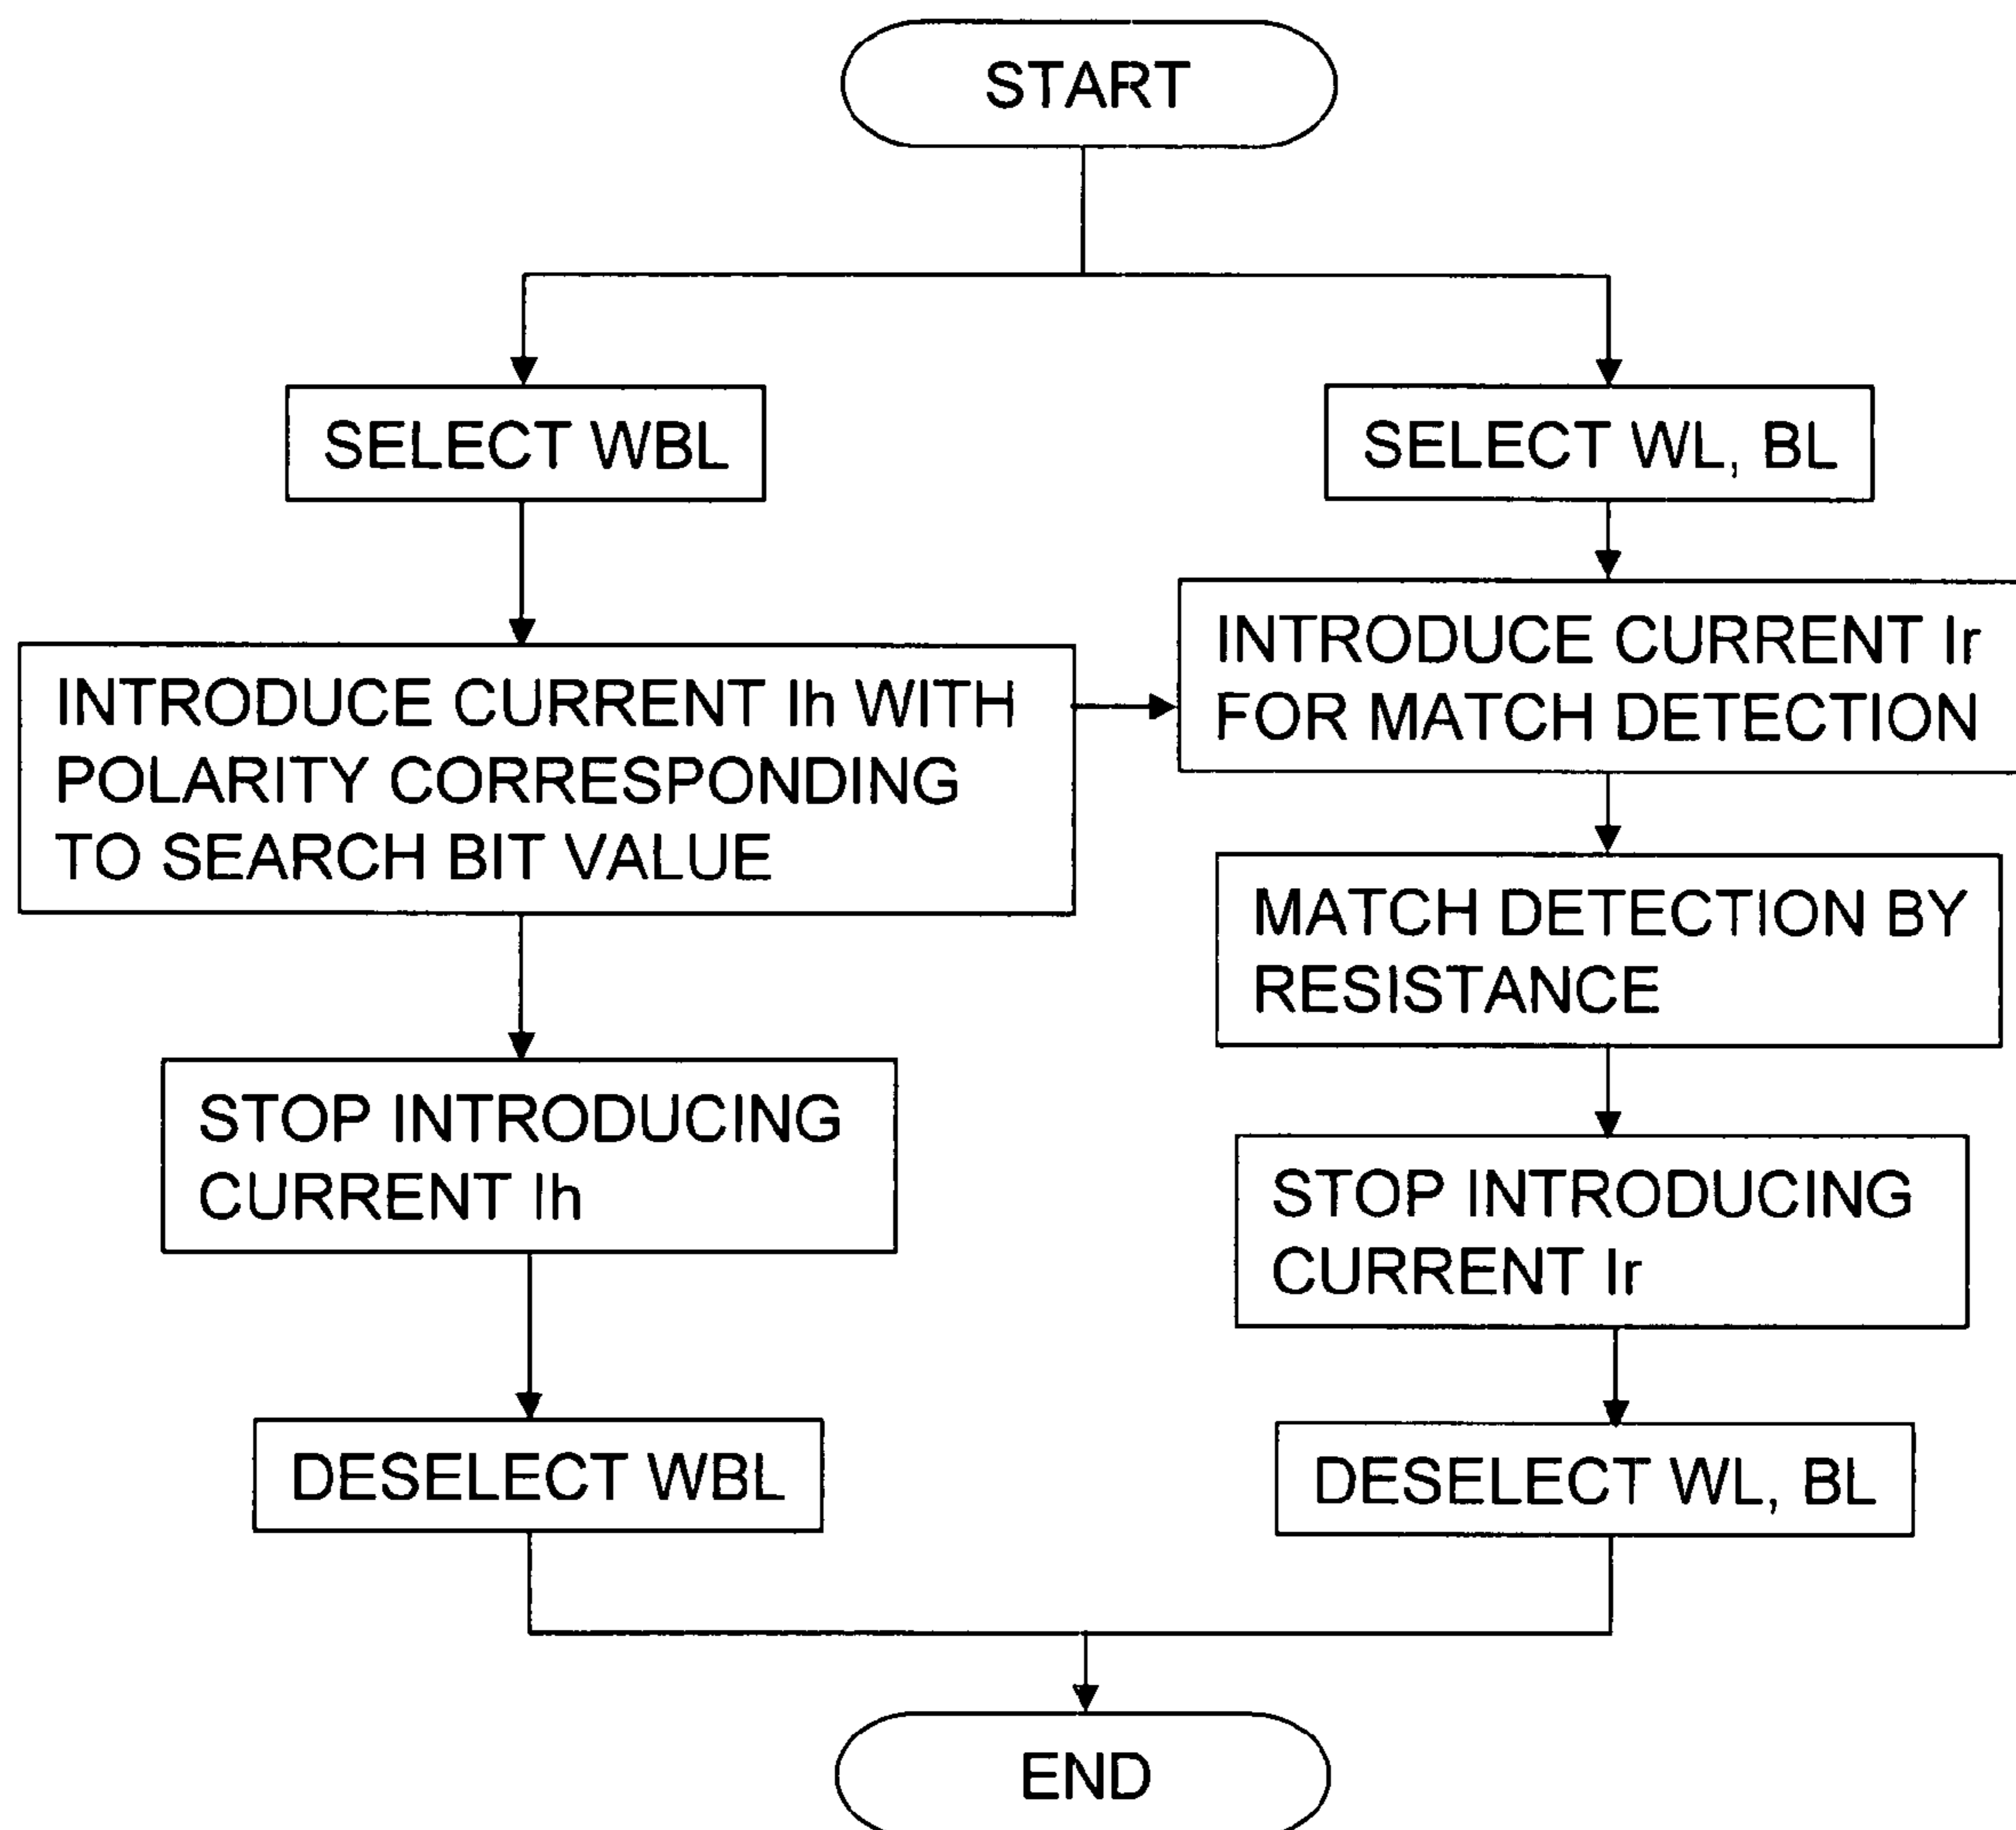 START
SELECT WBL
SELECT WL, BL
INTRODUCE CURRENT Ih WITH
POLARITY CORRESPONDING
TO SEARCH BIT VALUE
INTRODUCE CURRENT Ir
FOR MATCH DETECTION
MATCH DETECTION BY
RESISTANCE
STOP INTRODUCING
CURRENT Ih
STOP INTRODUCING
CURRENT Ir
DESELECT WBL
DESELECT WL, BL
END